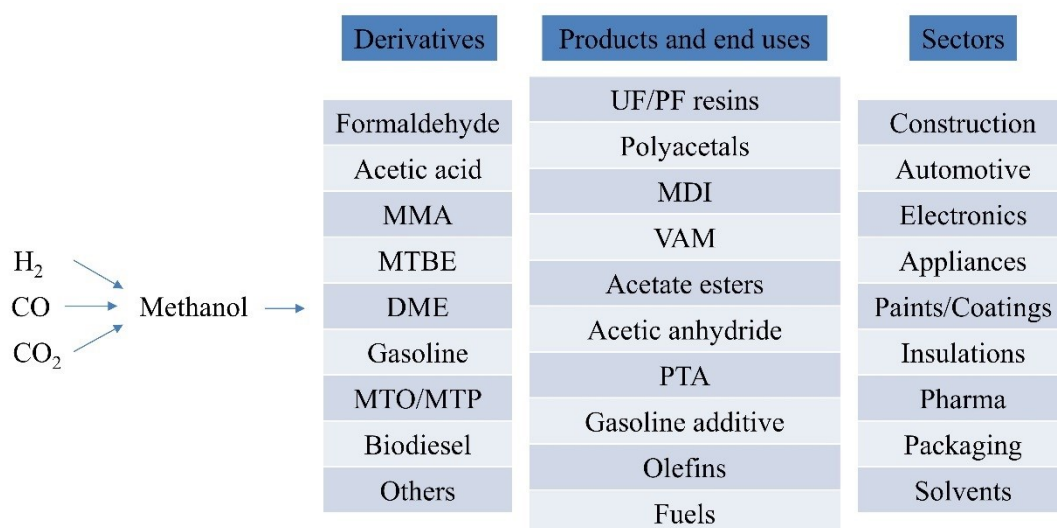 H₂
CO
CO₂
Methanol
Derivatives
Formaldehyde
Acetic acid
MMA
MTBE
DME
Gasoline
MTO/MTP
Biodiesel
Others
Products and end uses
UF/PF resins
Polyacetals
MDI
VAM
Acetate esters
Acetic anhydride
PTA
Gasoline additive
Olefins
Fuels
Sectors
Construction
Automotive
Electronics
Appliances
Paints/Coatings
Insulations
Pharma
Packaging
Solvents